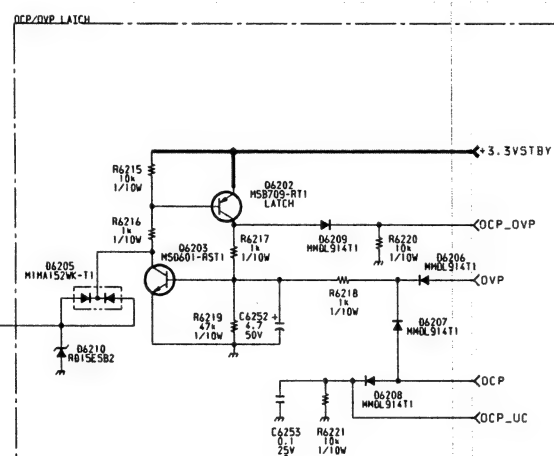 OCP/OVP LATCH
+3.3VSTBY
R6215
10k
1/10W
Q6202
MSB709-RT1
LATCH
R6216
1k
1/10W
OCP_OVP
D6209
MMDL914T1
R6220
10k
1/10W
Q6203
MSD601-RST1
R6217
1k
1/10W
D6206
MMDL914T1
D6205
M1MA152WK-T1
OVP
R6218
1k
1/10W
R6219
47k
1/10W
C6252
+
4.7
50V
D6207
MMDL914T1
D6210
RD15ESB2
OCP
D6208
MMDL914T1
OCP_UC
C6253
0.1
25V
R6221
10k
1/10W